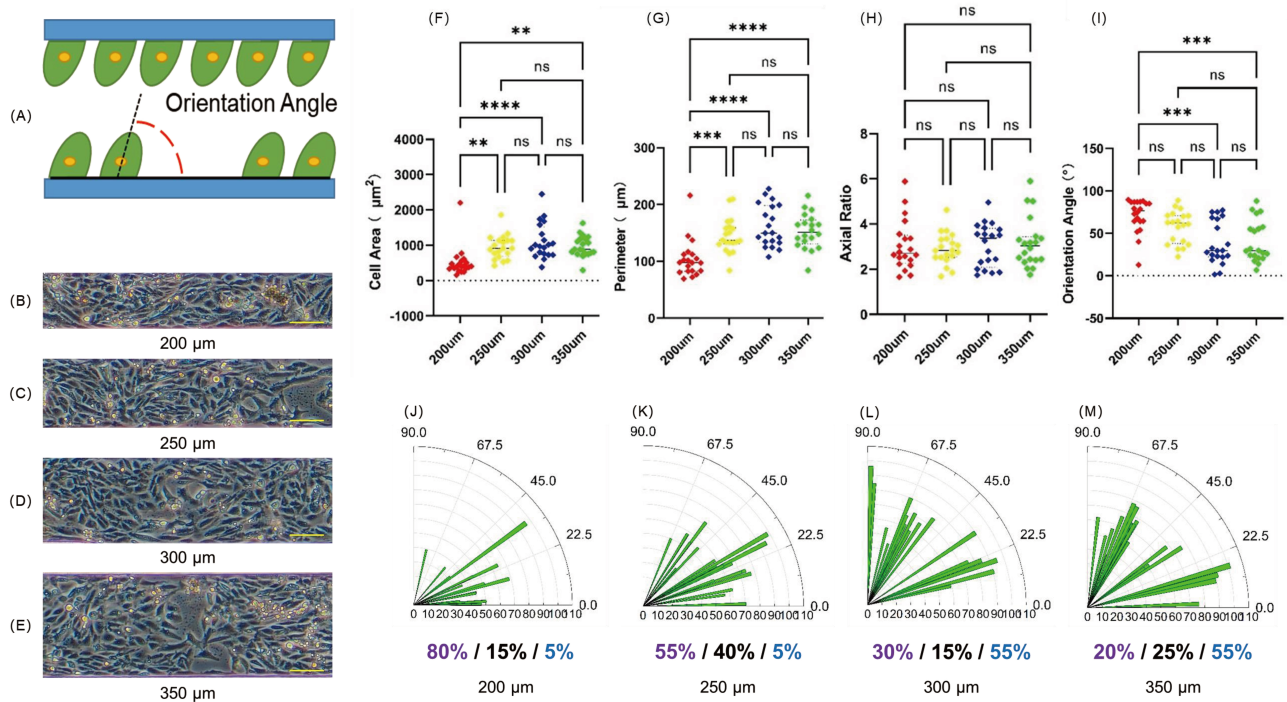 (A)
Orientation Angle
(B)
200 µm
(C)
250 µm
(D)
300 µm
(E)
350 µm
(F)
**
ns
****
** ns ns
Cell Area( µm²)
4000
3000
2000
1000
0
-1000
200um 250um 300um 350um
(G)
****
ns
****
*** ns ns
Perimeter( µm)
300
200
100
0
200um 250um 300um 350um
(H)
ns
ns
ns
ns ns ns
Axial Ratio
8
6
4
2
0
200um 250um 300um 350um
(I)
***
ns
***
ns ns ns
Orientation Angle(°)
150
100
50
0
-50
200um 250um 300um 350um
(J)
90.0
67.5
45.0
22.5
0.0
0 10 20 30 40 50 60 70 80 90 100 110
80% / 15% / 5%
200 µm
(K)
90.0
67.5
45.0
22.5
0.0
0 10 20 30 40 50 60 70 80 90 100 110
55% / 40% / 5%
250 µm
(L)
90.0
67.5
45.0
22.5
0.0
0 10 20 30 40 50 60 70 80 90 100 110
30% / 15% / 55%
300 µm
(M)
90.0
67.5
45.0
22.5
0.0
0 10 20 30 40 50 60 70 80 90 100 110
20% / 25% / 55%
350 µm